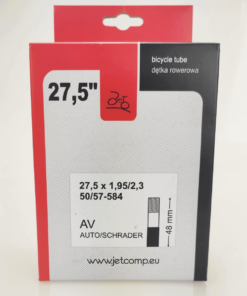 27,5"
bicycle tube
dętka rowerowa
27,5 x 1,95/2,3
50/57-584
AV
AUTO/SCHRADER
48 mm
www.jetcomp.eu